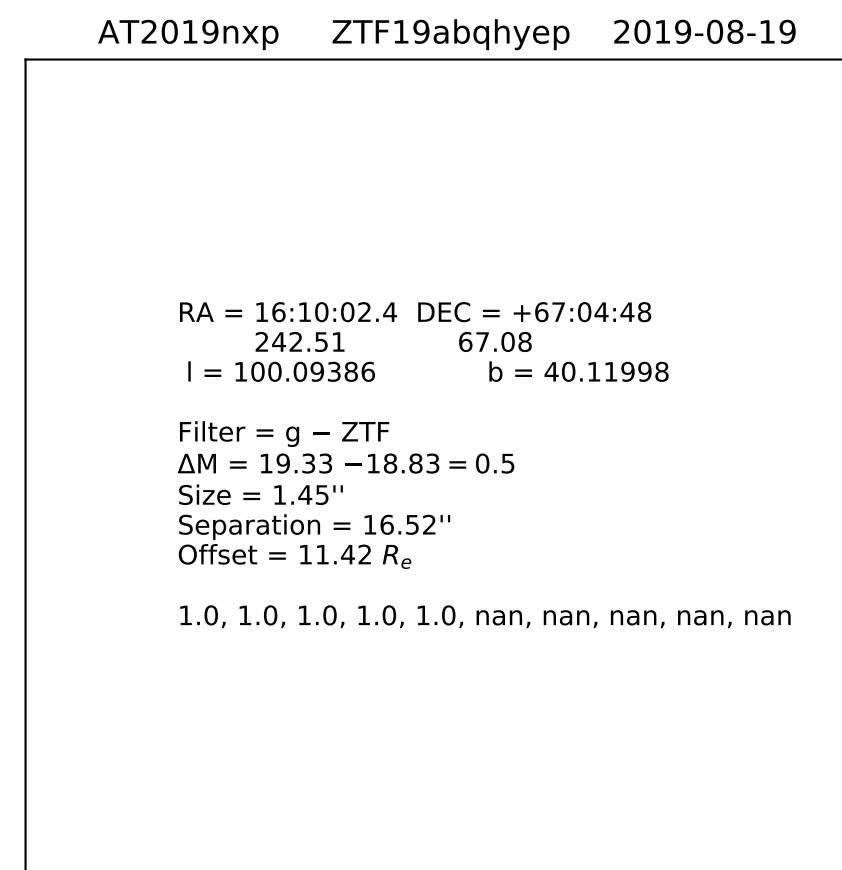 AT2019nxp ZTF19abqhyep 2019-08-19
RA = 16:10:02.4 DEC = +67:04:48
242.51 67.08
l = 100.09386 b = 40.11998
Filter = g − ZTF
ΔM = 19.33 −18.83 = 0.5
Size = 1.45''
Separation = 16.52''
Offset = 11.42 Re
1.0, 1.0, 1.0, 1.0, 1.0, nan, nan, nan, nan, nan